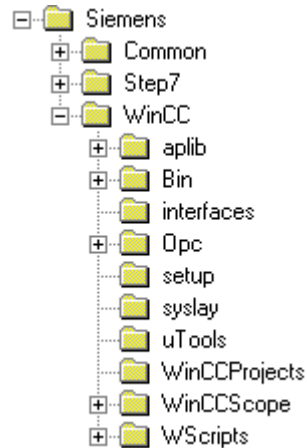 Siemens
Common
Step7
WinCC
aplib
Bin
interfaces
Opc
setup
syslay
uTools
WinCCProjects
WinCCScope
WScripts